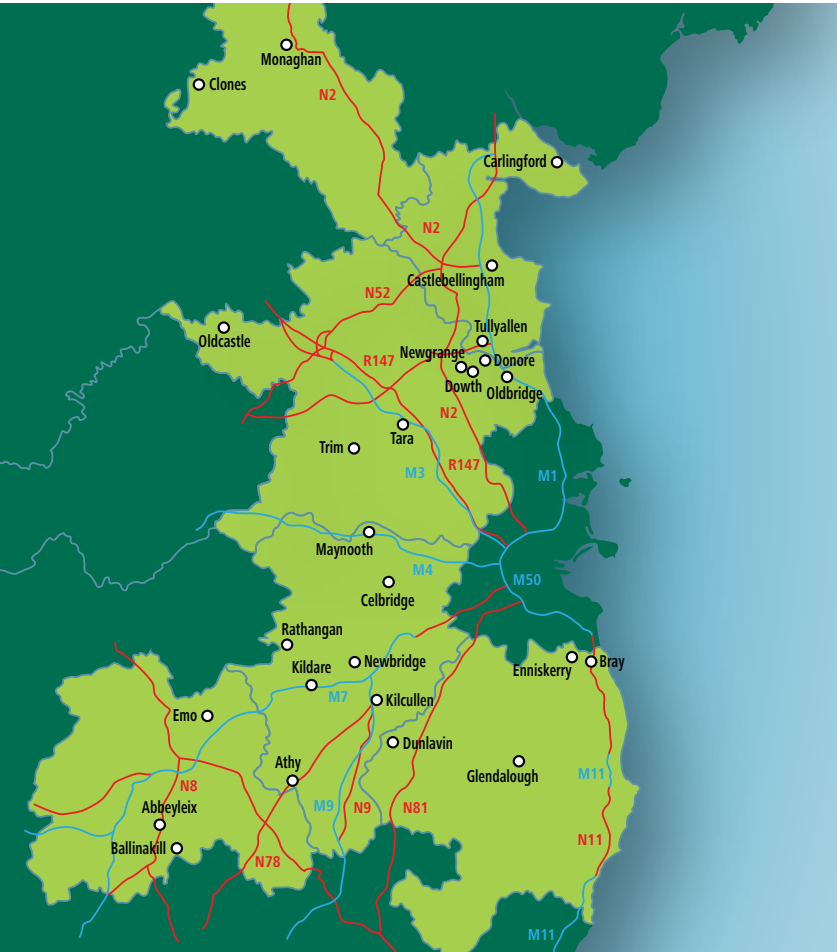 Monaghan
Clones
N2
Carlingford
N2
Castlebellingham
N52
Oldcastle
Tullyallen
Newgrange
Donore
R147
Dowth
Oldbridge
N2
Tara
Trim
M3
R147
M1
Maynooth
M4
M50
Celbridge
Rathangan
Kildare
Newbridge
Enniskerry
Bray
M7
Kilcullen
Emo
Dunlavin
Athy
Glendalough
M11
N8
Abbeyleix
M9
N9
N81
Ballinakill
N11
N78
M11